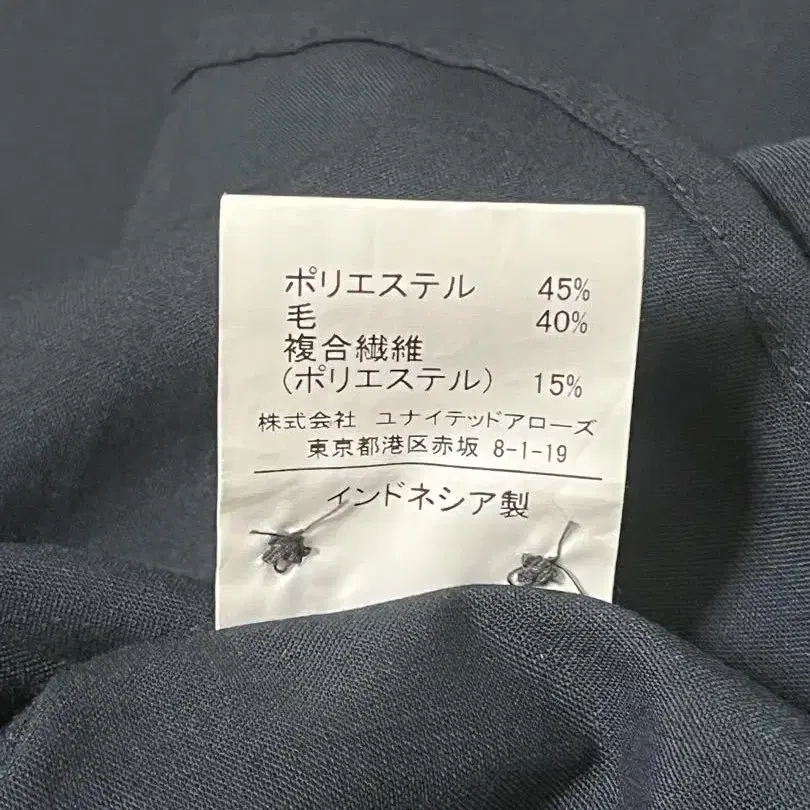 ポリエステル 45%
毛 40%
複合繊維
(ポリエステル) 15%
株式会社 ユナイテッドアローズ
東京都港区赤坂 8-1-19
インドネシア製